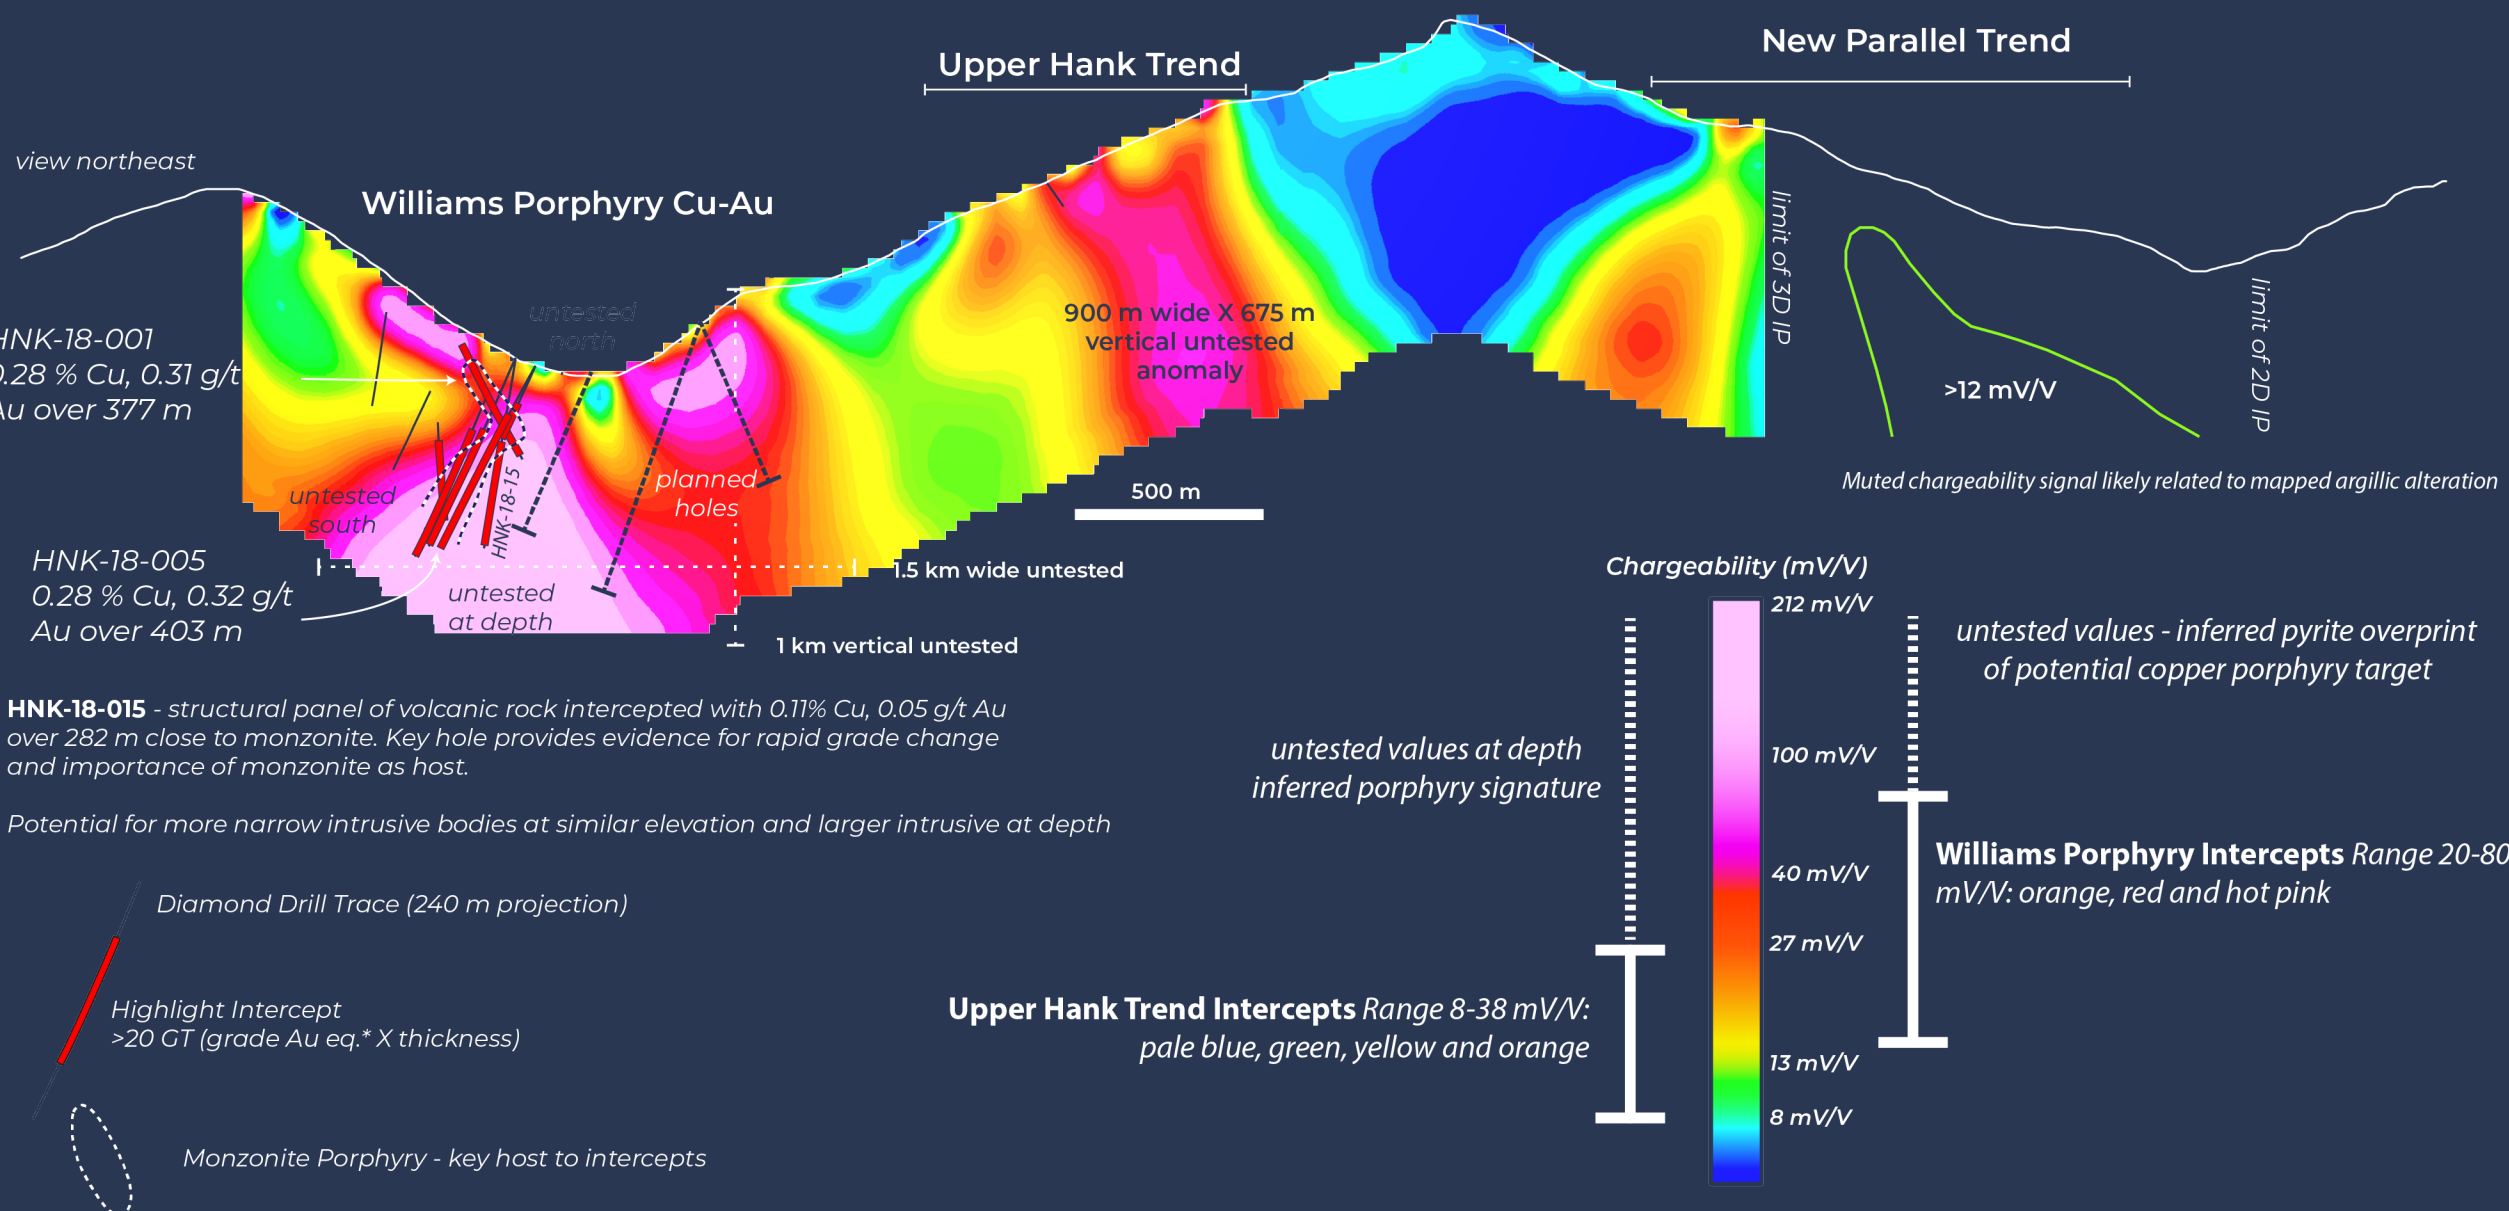 Upper Hank Trend
New Parallel Trend
view northeast
Williams Porphyry Cu-Au
untested
north
HNK-18-001
0.28 % Cu, 0.31 g/t
Au over 377 m
900 m wide X 675 m
vertical untested
anomaly
limit of 3D IP
limit of 2D IP
>12 mV/V
Muted chargeability signal likely related to mapped argillic alteration
untested
south
HNK-18-15
planned
holes
500 m
HNK-18-005
0.28 % Cu, 0.32 g/t
Au over 403 m
untested
at depth
1.5 km wide untested
1 km vertical untested
HNK-18-015 - structural panel of volcanic rock intercepted with 0.11% Cu, 0.05 g/t Au
over 282 m close to monzonite. Key hole provides evidence for rapid grade change
and importance of monzonite as host.
Potential for more narrow intrusive bodies at similar elevation and larger intrusive at depth
Diamond Drill Trace (240 m projection)
Highlight Intercept
>20 GT (grade Au eq.* X thickness)
Monzonite Porphyry - key host to intercepts
Chargeability (mV/V)
212 mV/V
100 mV/V
40 mV/V
27 mV/V
13 mV/V
8 mV/V
untested values - inferred pyrite overprint
of potential copper porphyry target
untested values at depth
inferred porphyry signature
Williams Porphyry Intercepts Range 20-80
mV/V: orange, red and hot pink
Upper Hank Trend Intercepts Range 8-38 mV/V:
pale blue, green, yellow and orange